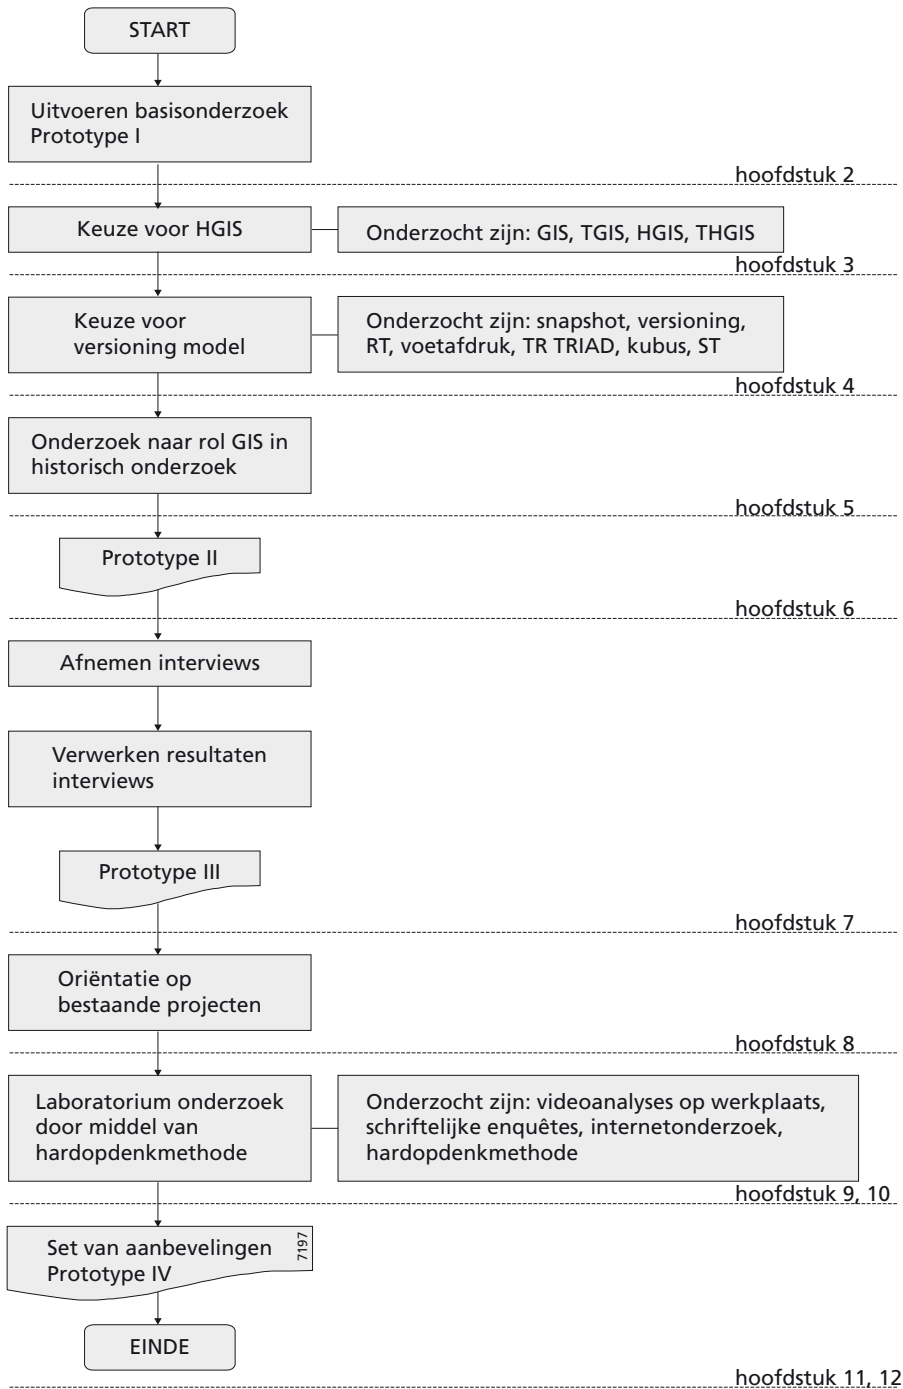 START
Uitvoeren basisonderzoek
Prototype I
hoofdstuk 2
Keuze voor HGIS
Onderzocht zijn: GIS, TGIS, HGIS, THGIS
hoofdstuk 3
Keuze voor
versioning model
Onderzocht zijn: snapshot, versioning,
RT, voetafdruk, TR TRIAD, kubus, ST
hoofdstuk 4
Onderzoek naar rol GIS in
historisch onderzoek
hoofdstuk 5
Prototype II
hoofdstuk 6
Afnemen interviews
Verwerken resultaten
interviews
Prototype III
hoofdstuk 7
Oriëntatie op
bestaande projecten
hoofdstuk 8
Laboratorium onderzoek
door middel van
hardopdenkmethode
Onderzocht zijn: videoanalyses op werkplaats,
schriftelijke enquêtes, internetonderzoek,
hardopdenkmethode
hoofdstuk 9, 10
Set van aanbevelingen
Prototype IV
7197
EINDE
hoofdstuk 11, 12